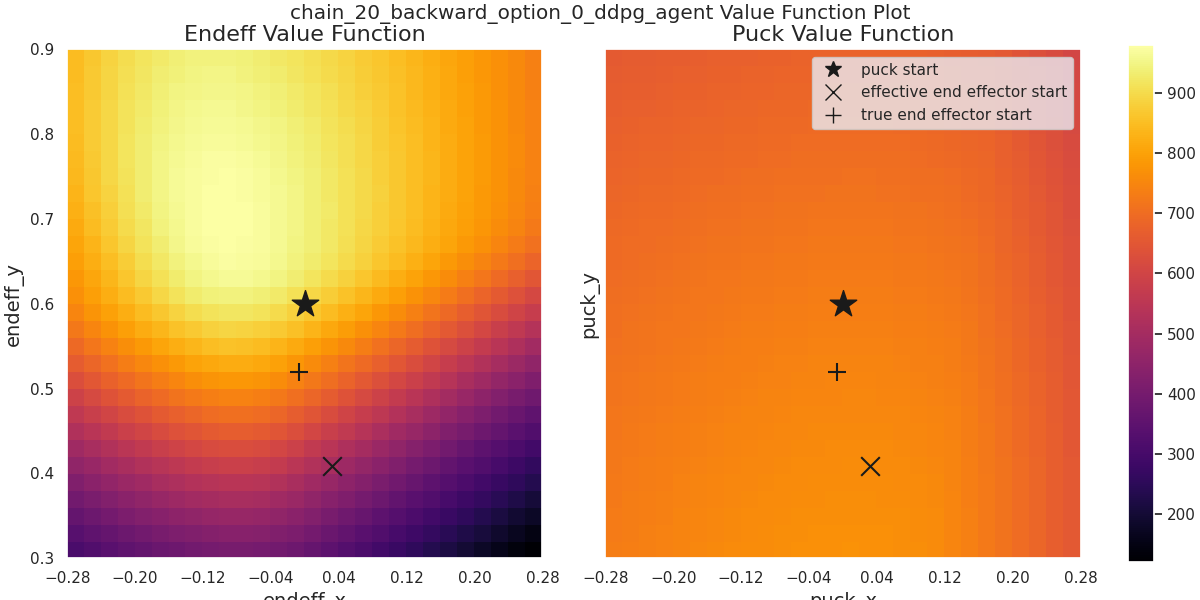 chain_20_backward_option_0_ddpg_agent Value Function Plot
Endeff Value Function
Puck Value Function
puck start
effective end effector start
true end effector start
endeff_y
0.9
0.8
0.7
0.6
0.5
0.4
0.3
−0.28 −0.20 −0.12 −0.04 0.04 0.12 0.20 0.28
endeff_x
puck_y
−0.28 −0.20 −0.12 −0.04 0.04 0.12 0.20 0.28
puck_x
900
800
700
600
500
400
300
200